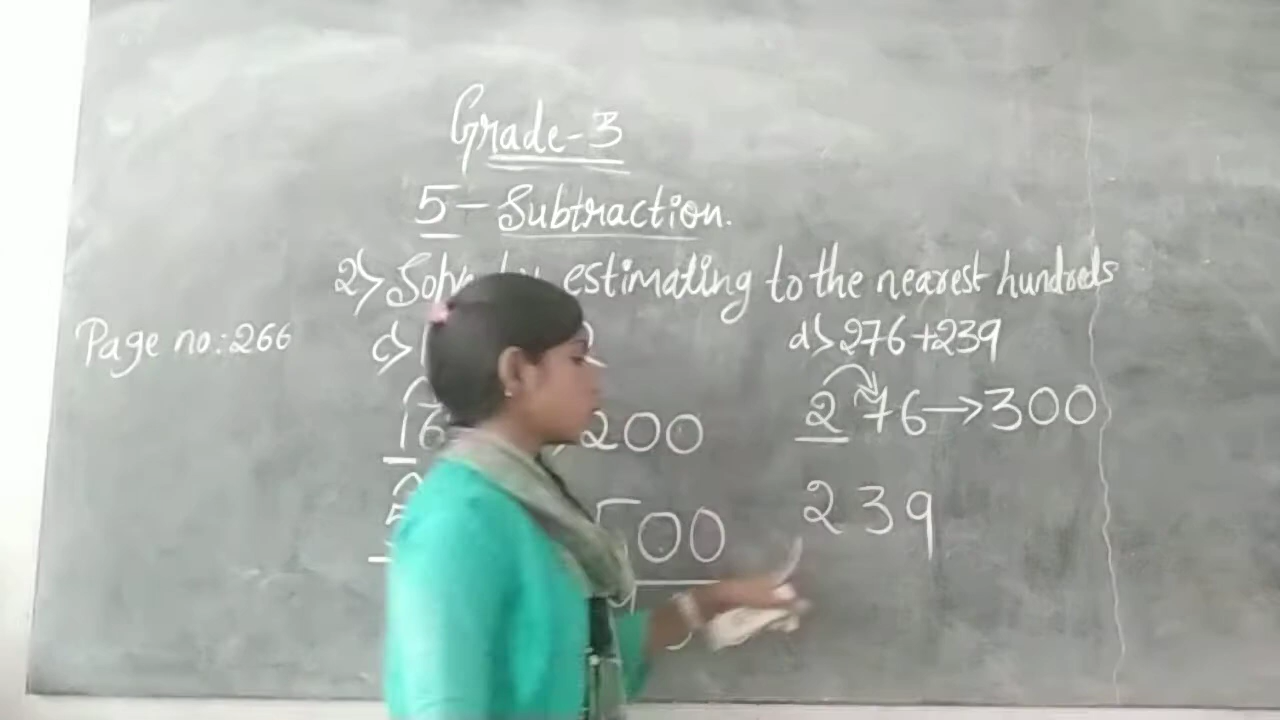 Grade-3
5- Subtraction.
2) Solve by estimating to the nearest hundreds
Page no:266
c)
d) 276+239
16
200
276→300
500
239